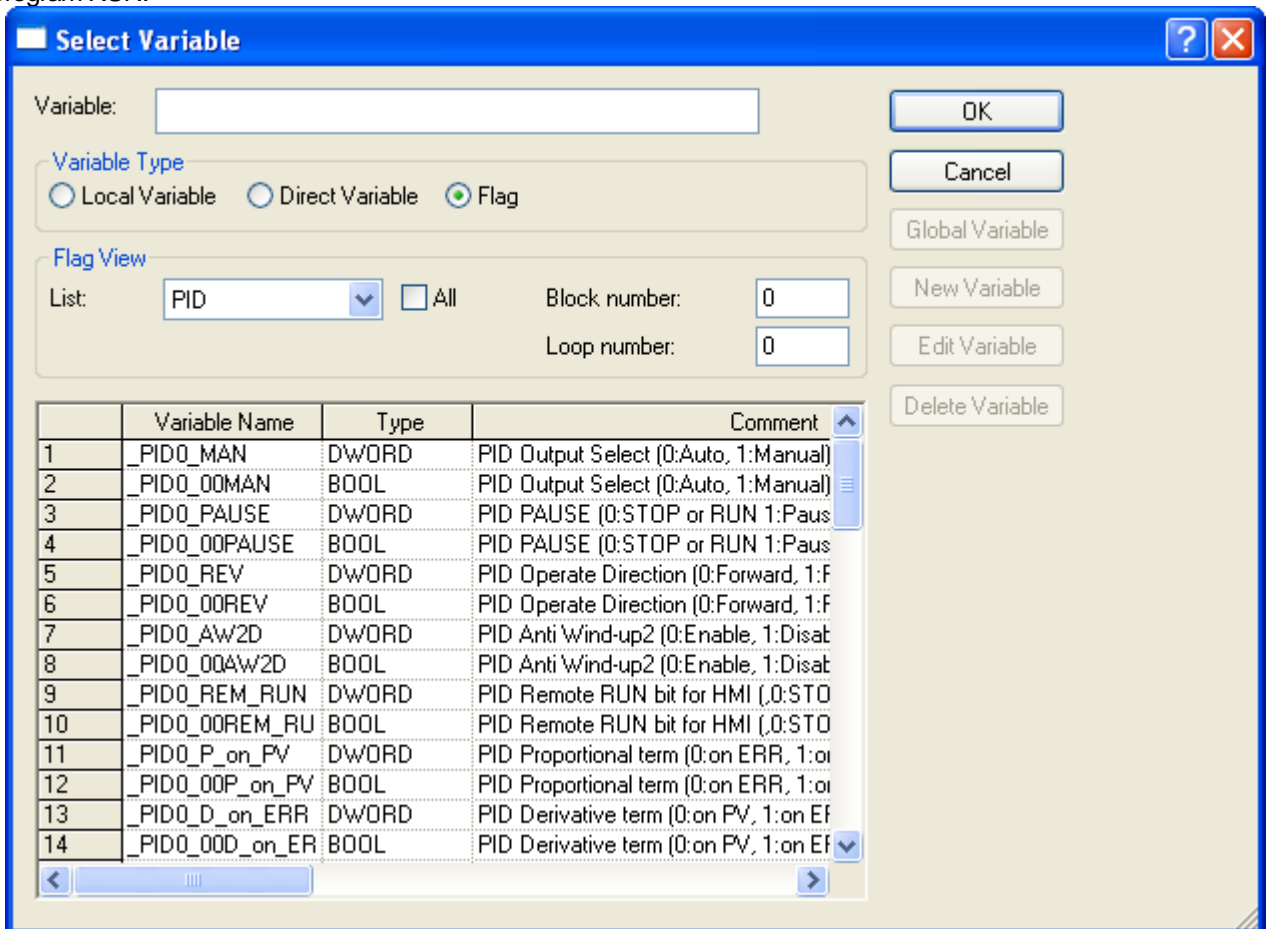 Select Variable
Variable:
OK
Variable Type
Cancel
Local Variable Direct Variable Flag
Global Variable
Flag View
List: PID All Block number: 0
New Variable
Loop number: 0
Edit Variable
Delete Variable
Variable Name Type Comment
1 _PID0_MAN DWORD PID Output Select (0:Auto, 1:Manual)
2 _PID0_00MAN BOOL PID Output Select (0:Auto, 1:Manual)
3 _PID0_PAUSE DWORD PID PAUSE (0:STOP or RUN 1:Paus
4 _PID0_00PAUSE BOOL PID PAUSE (0:STOP or RUN 1:Paus
5 _PID0_REV DWORD PID Operate Direction (0:Forward, 1:F
6 _PID0_00REV BOOL PID Operate Direction (0:Forward, 1:F
7 _PID0_AW2D DWORD PID Anti Wind-up2 (0:Enable, 1:Disab
8 _PID0_00AW2D BOOL PID Anti Wind-up2 (0:Enable, 1:Disab
9 _PID0_REM_RUN DWORD PID Remote RUN bit for HMI (,0:STO
10 _PID0_00REM_RU BOOL PID Remote RUN bit for HMI (,0:STO
11 _PID0_P_on_PV DWORD PID Proportional term (0:on ERR, 1:o
12 _PID0_00P_on_PV BOOL PID Proportional term (0:on ERR, 1:o
13 _PID0_D_on_ERR DWORD PID Derivative term (0:on PV, 1:on E
14 _PID0_00D_on_ER BOOL PID Derivative term (0:on PV, 1:on E